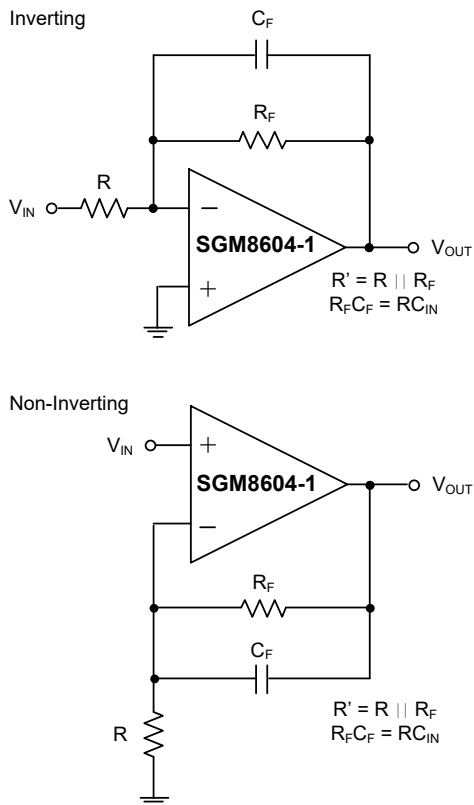 Inverting
C_F
R_F
R
V_IN
−
SGM8604-1
V_OUT
+
R' = R || R_F
R_FC_F = RC_IN
Non-Inverting
V_IN
+
SGM8604-1
V_OUT
−
R_F
C_F
R
R' = R || R_F
R_FC_F = RC_IN